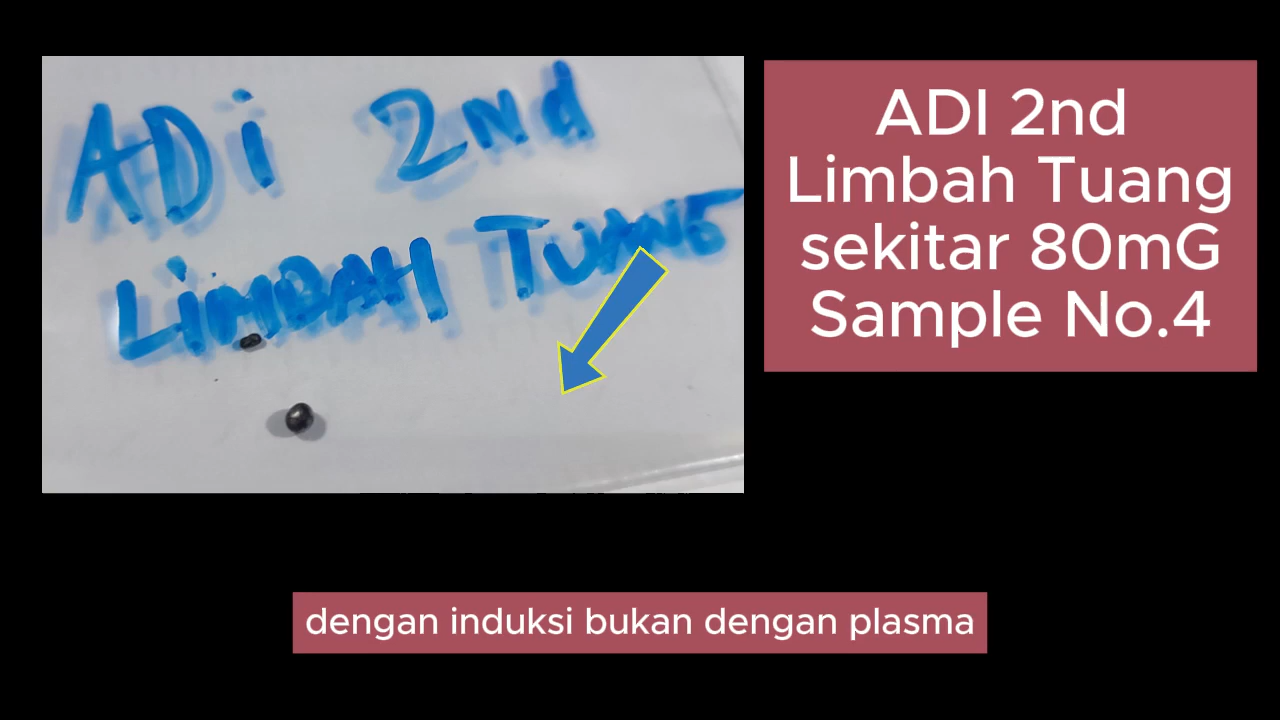 ADi 2nd
LiMBAH TUANG
ADI 2nd
Limbah Tuang
sekitar 80mG
Sample No.4
dengan induksi bukan dengan plasma